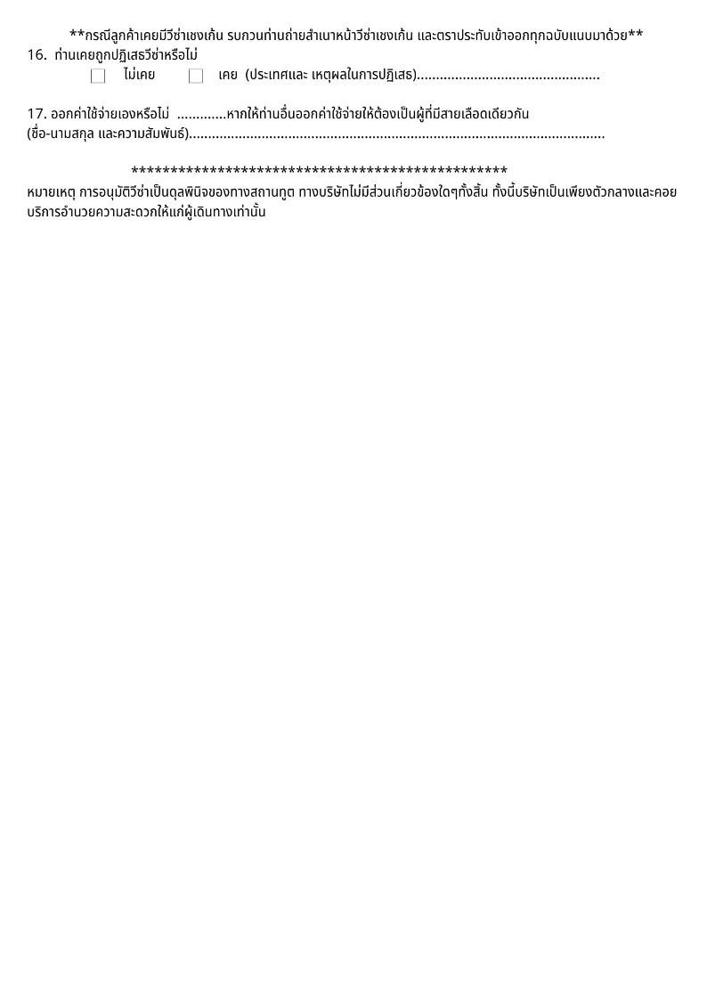 **กรณีลูกค้าเคยมีวีซ่าเชงเก้น รบกวนท่านถ่ายสำเนาหน้าวีซ่าเชงเก้น และตราประทับเข้าออกทุกฉบับแนบมาด้วย**
16. ท่านเคยถูกปฏิเสธวีซ่าหรือไม่
ไม่เคย เคย (ประเทศและ เหตุผลในการปฏิเสธ)................................................
17. ออกค่าใช้จ่ายเองหรือไม่ .............หากให้ท่านอื่นออกค่าใช้จ่ายให้ต้องเป็นผู้ที่มีสายเลือดเดียวกัน
(ชื่อ-นามสกุล และความสัมพันธ์).............................................................................................................
************************************************
หมายเหตุ การอนุมัติวีซ่าเป็นดุลพินิจของทางสถานทูต ทางบริษัทไม่มีส่วนเกี่ยวข้องใดๆทั้งสิ้น ทั้งนี้บริษัทเป็นเพียงตัวกลางและคอย
บริการอำนวยความสะดวกให้แก่ผู้เดินทางเท่านั้น